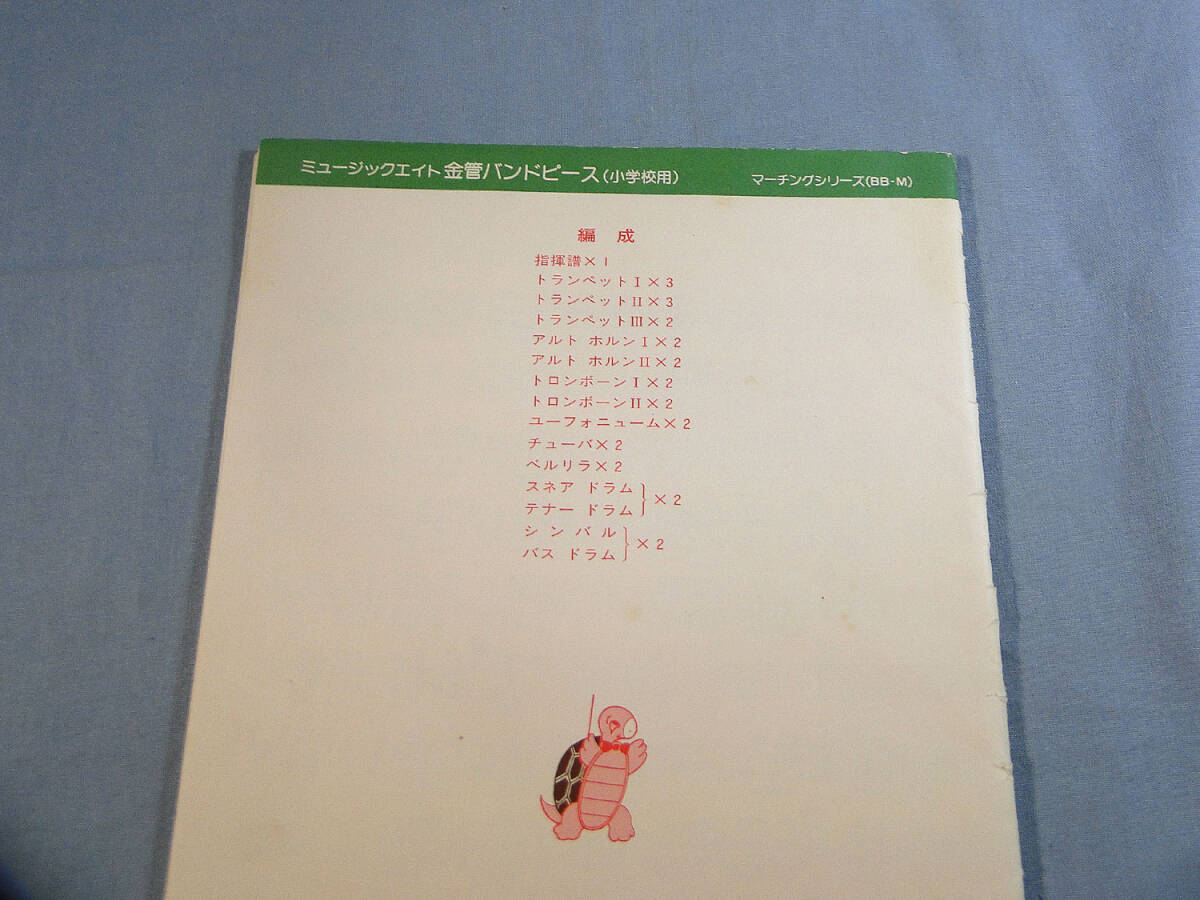 ミュージックエイト 金管バンドピース(小学校用) マーチングシリーズ(BB-M)
編 成
指揮譜×1
トランペットI×3
トランペットII×3
トランペットIII×2
アルト ホルンI×2
アルト ホルンII×2
トロンボーンI×2
トロンボーンII×2
ユーフォニューム×2
チューバ×2
ベルリラ×2
スネア ドラム
テナー ドラム
×2
シンバル
バス ドラム
×2